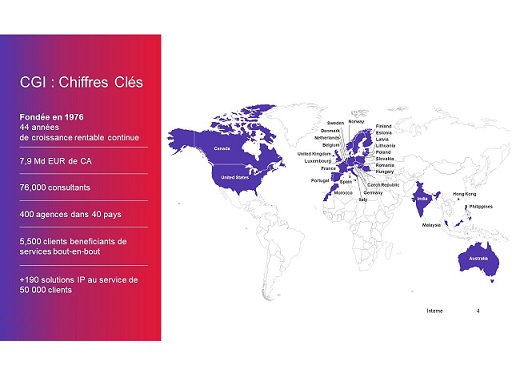 CGI : Chiffres Clés
Fondée en 1976
44 années
de croissance rentable continue
7,9 Md EUR de CA
76,000 consultants
400 agences dans 40 pays
5,500 clients beneficiants de
services bout-en-bout
+190 solutions IP au service de
50 000 clients
Canada
United States
Sweden
Norway
Denmark
Netherlands
Belgium
United Kingdom
Luxembourg
France
Portugal
Spain
Morocco
Italy
Germany
Czech Republic
Finland
Estonia
Latvia
Lithuania
Poland
Slovakia
Romania
Hungary
India
Hong Kong
Philippines
Malaysia
Australia
Interne
4